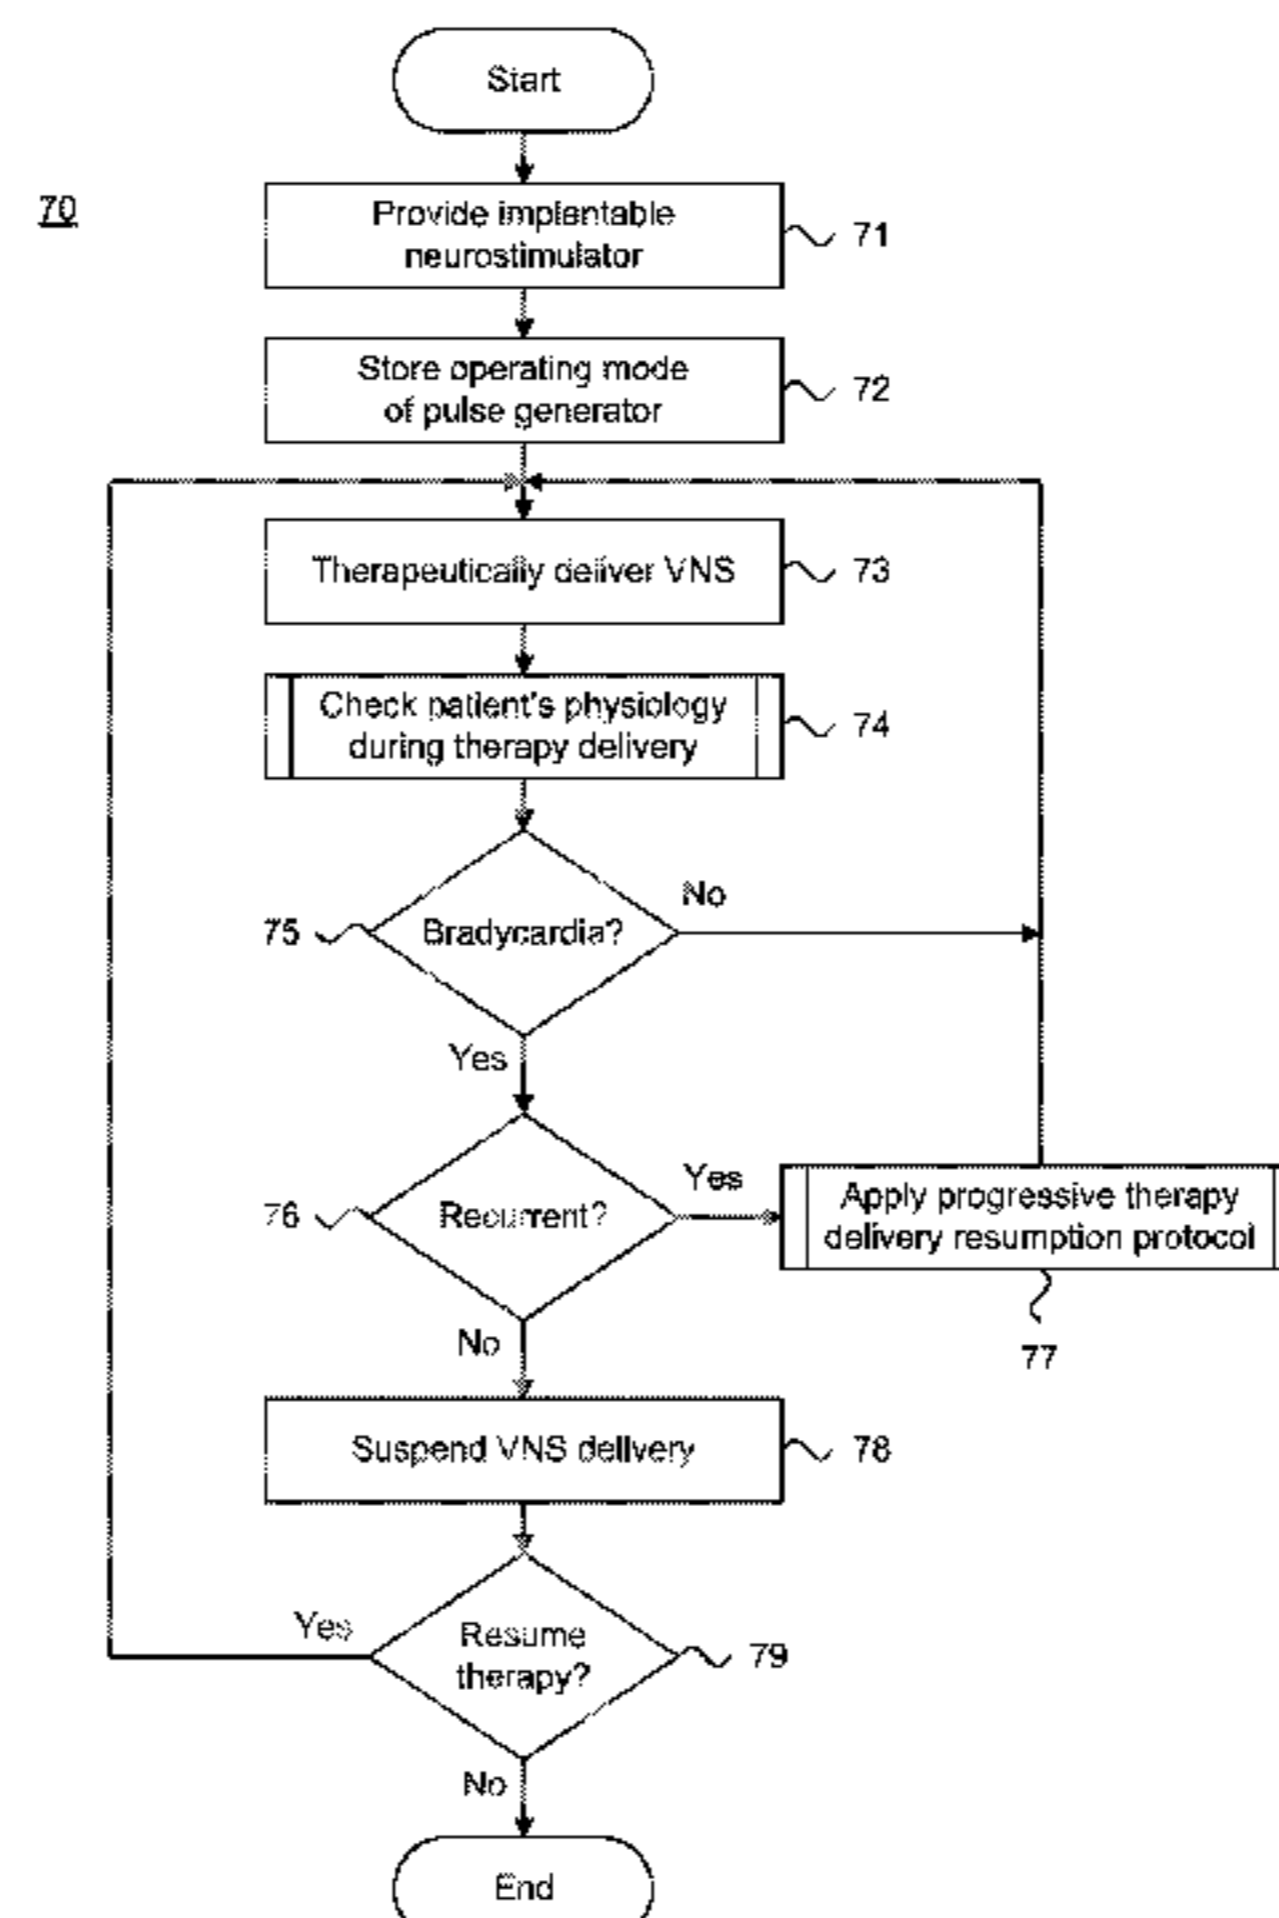 Start
70
Provide implantable
neurostimulator
71
Store operating mode
of pulse generator
72
Therapeutically deliver VNS
73
Check patient's physiology
during therapy delivery
74
No
75
Bradycardia?
Yes
Yes
76
Recurrent?
Apply progressive therapy
delivery resumption protocol
No
77
Suspend VNS delivery
78
Yes
Resume
therapy?
79
No
End